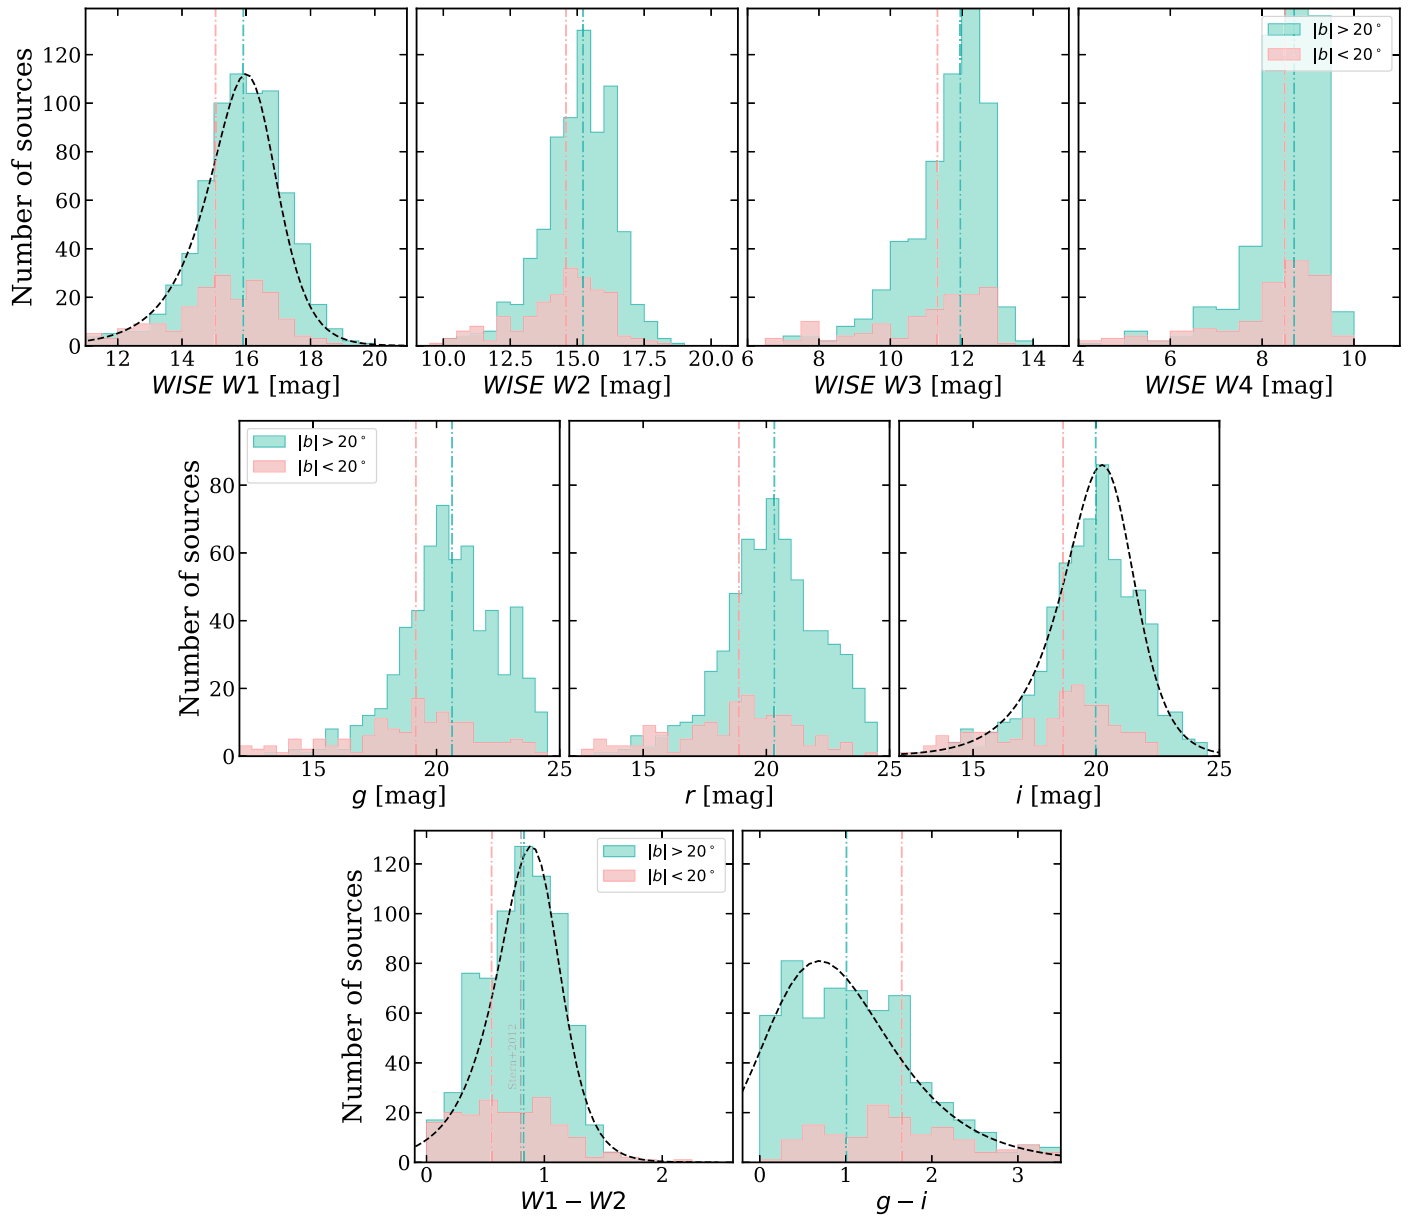 Number of sources
0
20
40
60
80
100
120
12
14
16
18
20
WISE W1 [mag]
10.0
12.5
15.0
17.5
20.0
WISE W2 [mag]
6
8
10
12
14
WISE W3 [mag]
|b| > 20°
|b| < 20°
4
6
8
10
WISE W4 [mag]
Number of sources
0
20
40
60
80
|b| > 20°
|b| < 20°
15
20
25
g [mag]
15
20
25
r [mag]
15
20
25
i [mag]
Number of sources
0
20
40
60
80
100
120
|b| > 20°
|b| < 20°
Stern+2012
0
1
2
W1 − W2
0
1
2
3
g − i